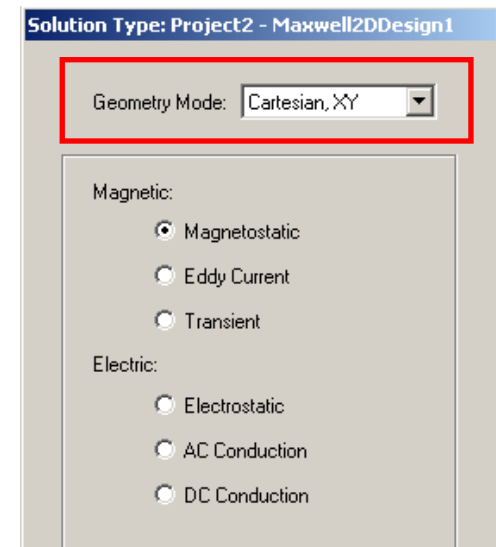 Solution Type: Project2 - Maxwell2DDesign1
Geometry Mode: Cartesian, XY
Magnetic:
Magnetostatic
Eddy Current
Transient
Electric:
Electrostatic
AC Conduction
DC Conduction